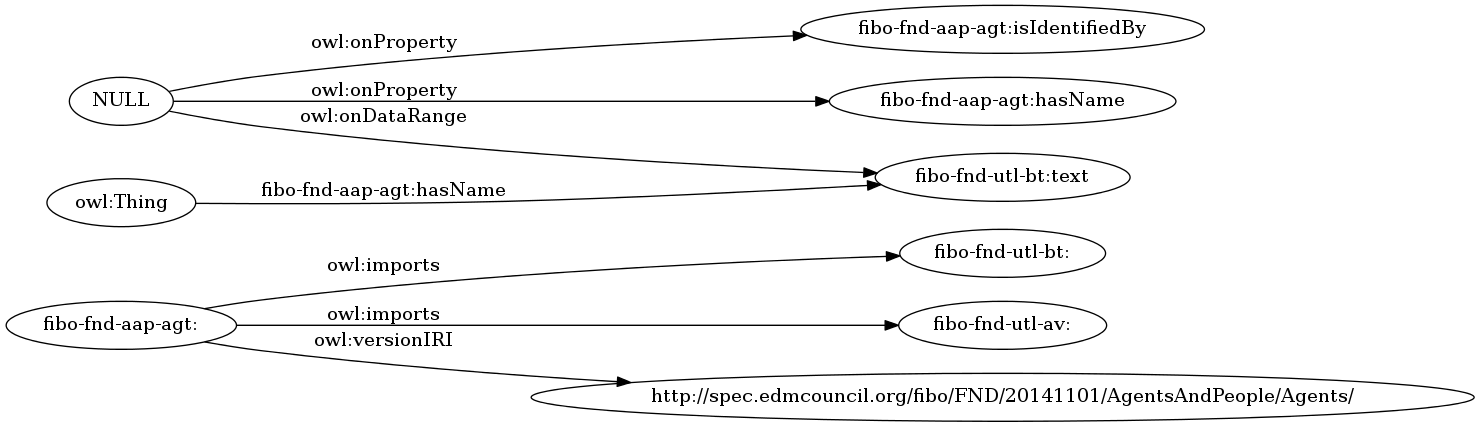 owl:onProperty
fibo-fnd-aap-agt:isIdentifiedBy
NULL
owl:onProperty
fibo-fnd-aap-agt:hasName
owl:onDataRange
fibo-fnd-utl-bt:text
owl:Thing
fibo-fnd-aap-agt:hasName
owl:imports
fibo-fnd-utl-bt:
fibo-fnd-aap-agt:
owl:imports
fibo-fnd-utl-av:
owl:versionIRI
http://spec.edmcouncil.org/fibo/FND/20141101/AgentsAndPeople/Agents/